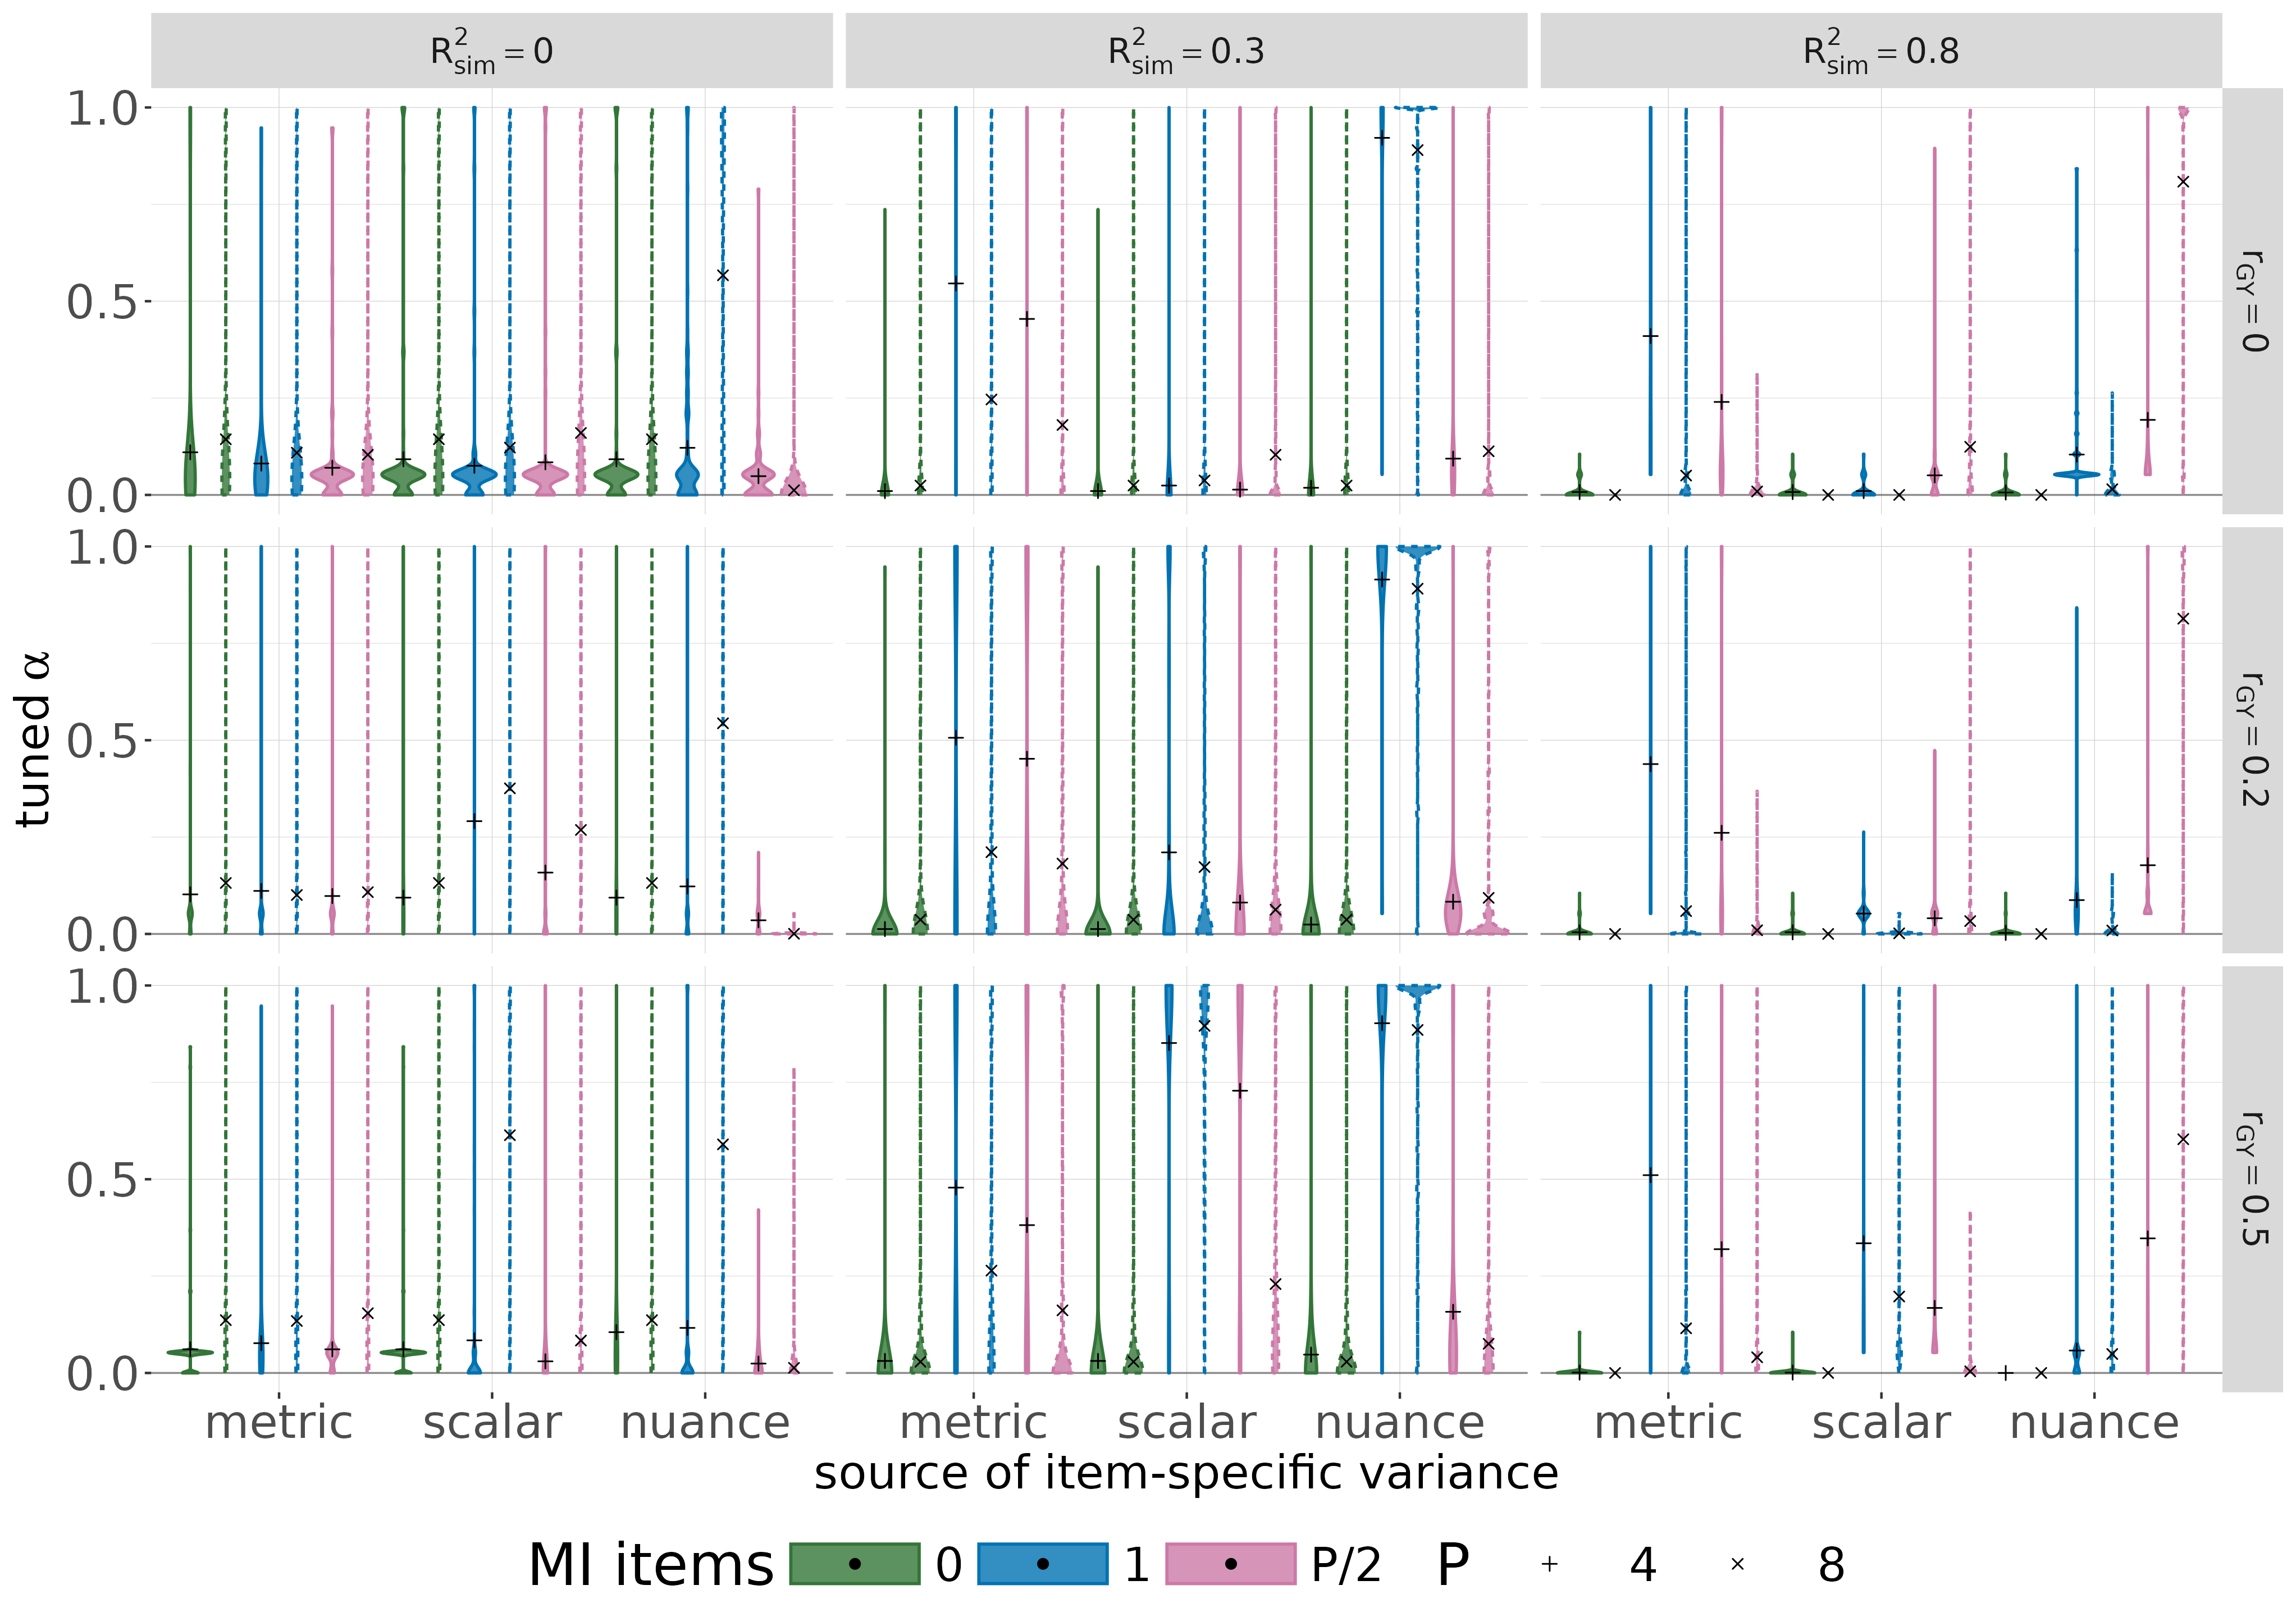 R²sim = 0
R²sim = 0.3
R²sim = 0.8
1.0
0.5
0.0
rGY = 0
1.0
0.5
0.0
rGY = 0.2
1.0
0.5
0.0
rGY = 0.5
tuned α
metric scalar nuance
metric scalar nuance
metric scalar nuance
source of item-specific variance
MI items 0 1 P/2 P 4 8